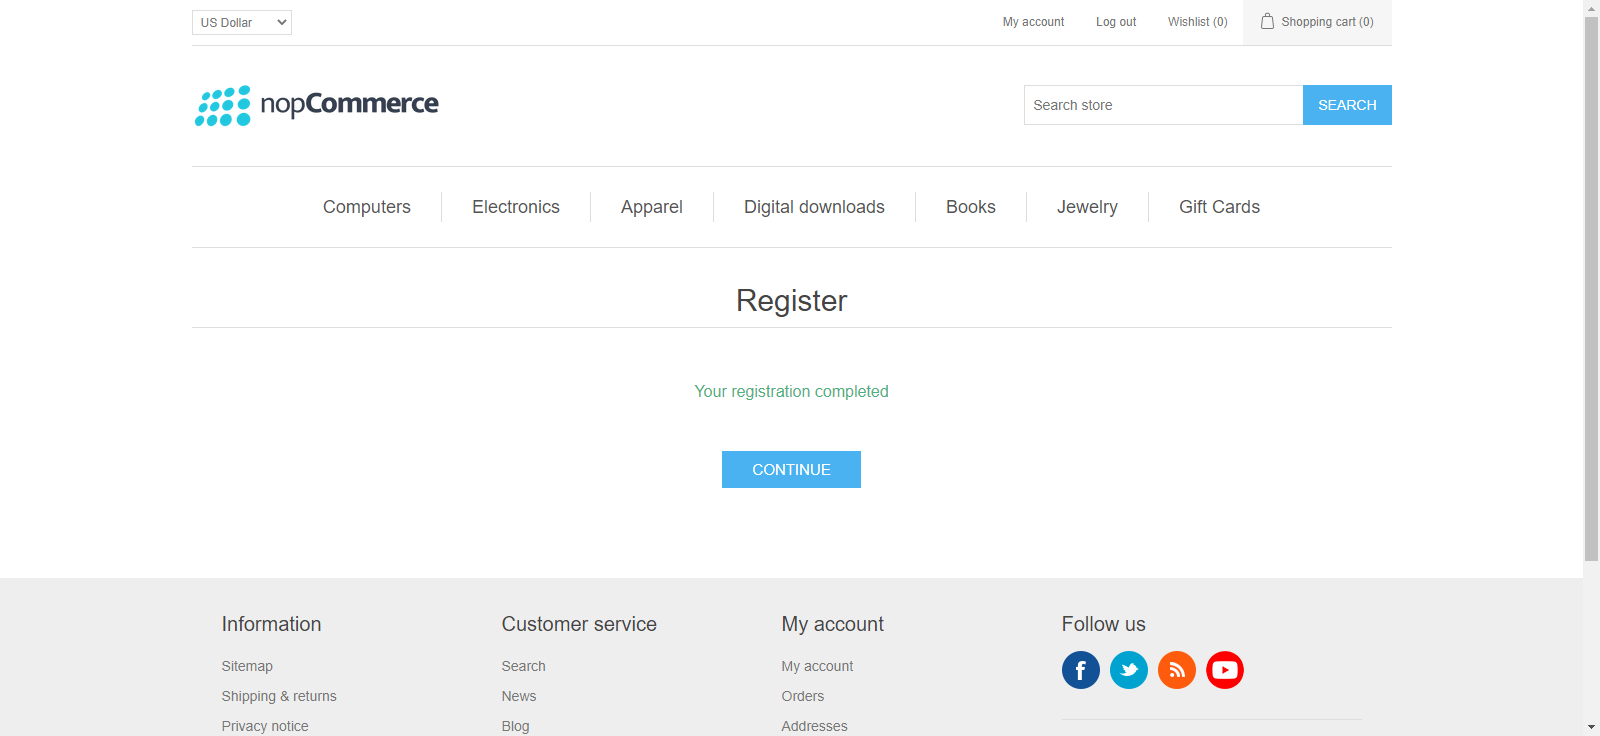 US Dollar
My account
Log out
Wishlist (0)
Shopping cart (0)
nopCommerce
Search store
SEARCH
Computers
Electronics
Apparel
Digital downloads
Books
Jewelry
Gift Cards
Register
Your registration completed
CONTINUE
Information
Sitemap
Shipping & returns
Privacy notice
Customer service
Search
News
Blog
My account
My account
Orders
Addresses
Follow us